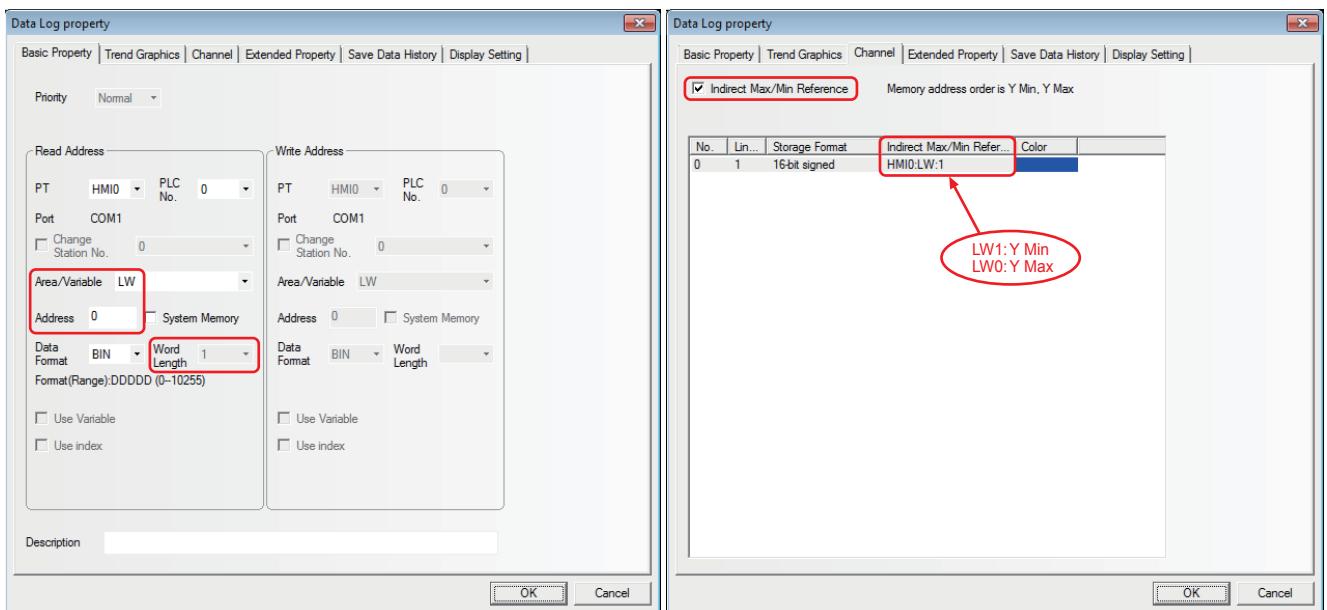 Data Log property
Basic Property Trend Graphics Channel Extended Property Save Data History Display Setting
Priority Normal
Read Address
PT HMI0 PLC No. 0
Port COM1
Change Station No. 0
Area/Variable LW
Address 0 System Memory
Data Format BIN Word Length 1
Format(Range):DDDDD (0--10255)
Use Variable
Use index
Write Address
PT HMI0 PLC No. 0
Port COM1
Change Station No. 0
Area/Variable LW
Address 0 System Memory
Data Format BIN Word Length
Use Variable
Use index
Description
OK Cancel
Data Log property
Basic Property Trend Graphics Channel Extended Property Save Data History Display Setting
Indirect Max/Min Reference Memory address order is Y Min, Y Max
No. Lin... Storage Format Indirect Max/Min Refer... Color
0 1 16-bit signed HMI0:LW:1
LW1: Y Min
LW0: Y Max
OK Cancel